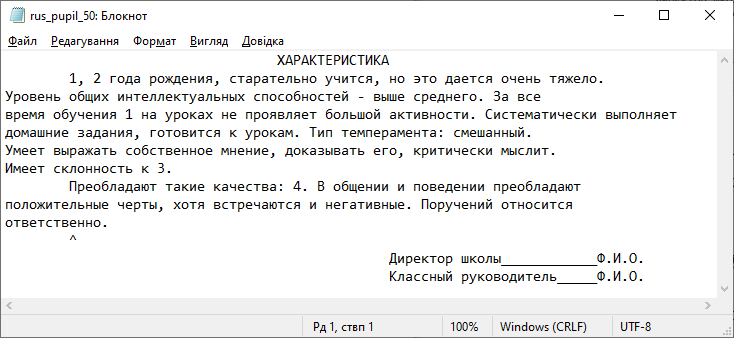 rus_pupil_50: Блокнот
Файл Редагування Формат Вигляд Довідка
ХАРАКТЕРИСТИКА
1, 2 года рождения, старательно учится, но это дается очень тяжело.
Уровень общих интеллектуальных способностей - выше среднего. За все
время обучения 1 на уроках не проявляет большой активности. Систематически выполняет
домашние задания, готовится к урокам. Тип темперамента: смешанный.
Умеет выражать собственное мнение, доказывать его, критически мыслит.
Имеет склонность к 3.
Преобладают такие качества: 4. В общении и поведении преобладают
положительные черты, хотя встречаются и негативные. Поручений относится
ответственно.
^
Директор школы____________Ф.И.О.
Классный руководитель_____Ф.И.О.
Рд 1, ствп 1 100% Windows (CRLF) UTF-8